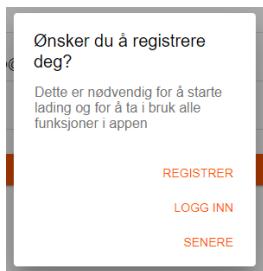 Ønsker du å registrere
deg?
Dette er nødvendig for å starte
lading og for å ta i bruk alle
funksjoner i appen
REGISTRER
LOGG INN
SENERE